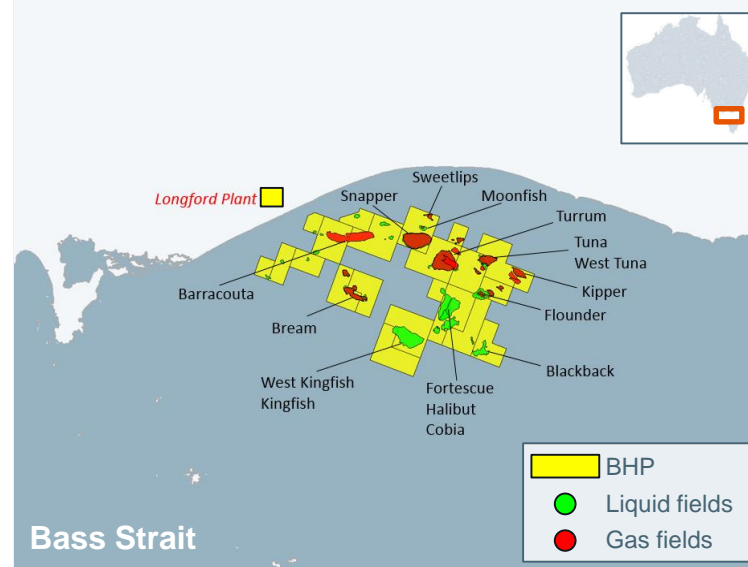 Sweetlips
Snapper
Moonfish
Longford Plant
Turrum
Tuna
West Tuna
Barracouta
Kipper
Bream
Flounder
West Kingfish
Kingfish
Blackback
Fortescue
Halibut
Cobia
BHP
Liquid fields
Gas fields
Bass Strait